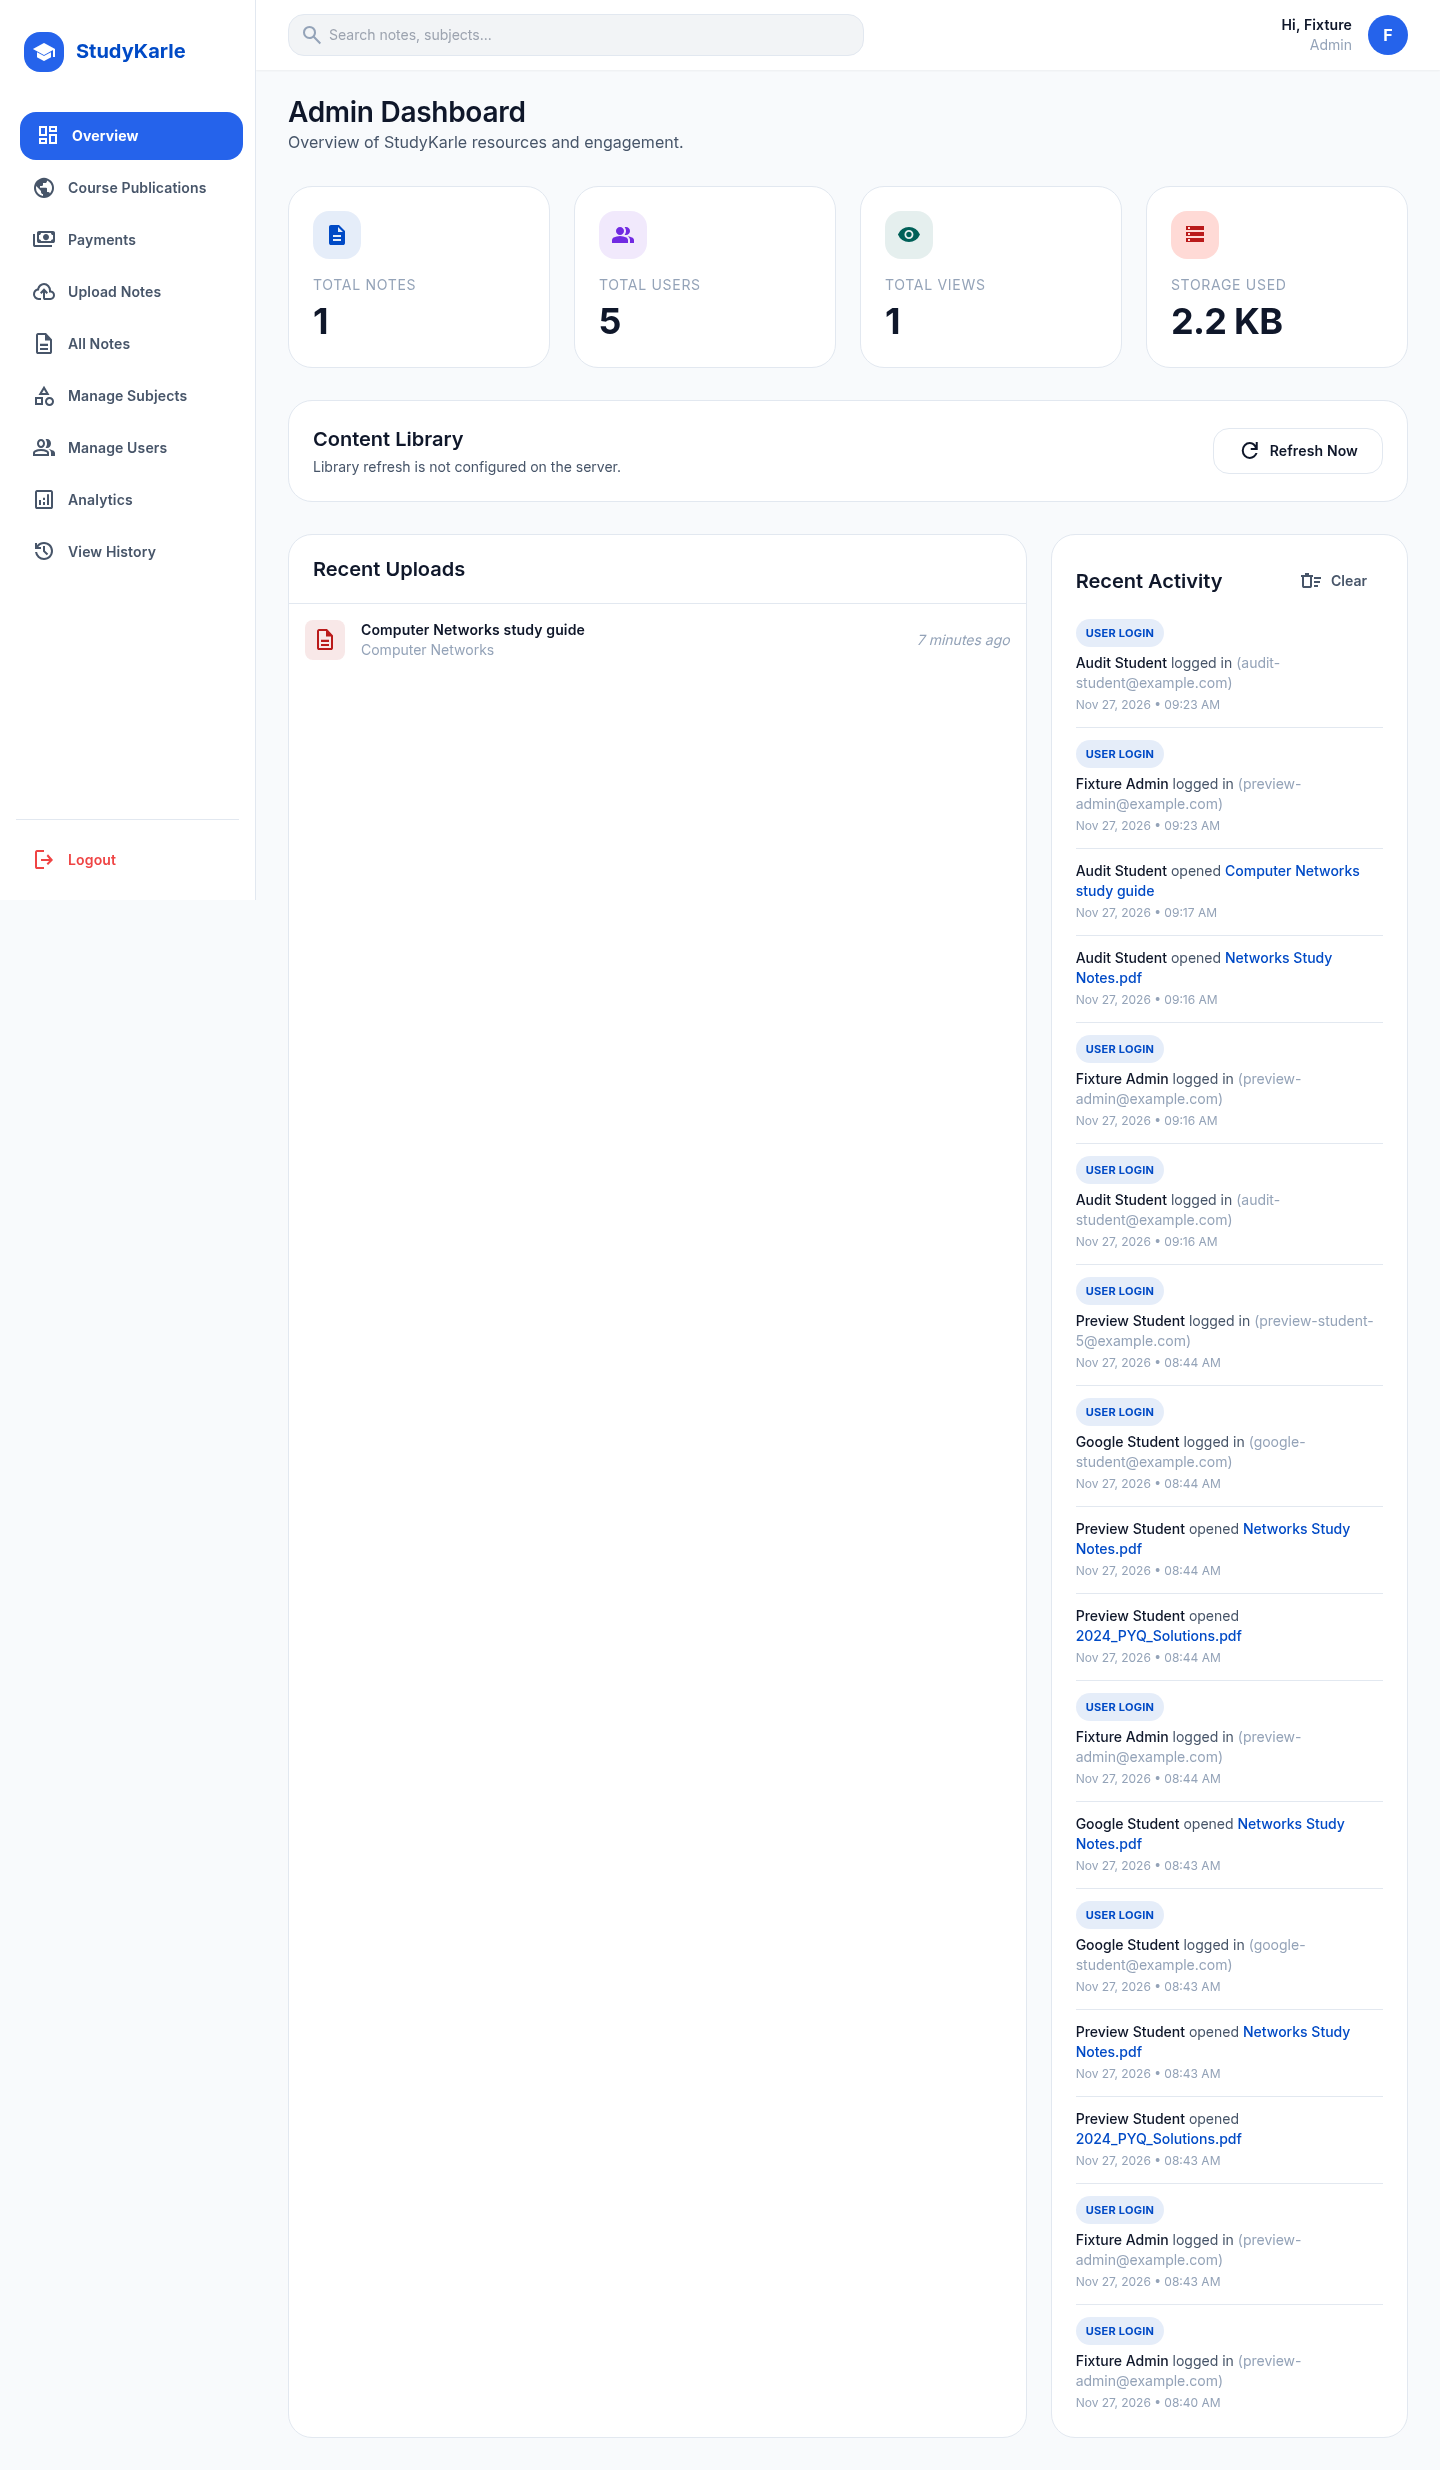 StudyKarle
Overview
Course Publications
Payments
Upload Notes
All Notes
Manage Subjects
Manage Users
Analytics
View History
Logout
Search notes, subjects...
Hi, Fixture
Admin
F
Admin Dashboard
Overview of StudyKarle resources and engagement.
TOTAL NOTES
1
TOTAL USERS
5
TOTAL VIEWS
1
STORAGE USED
2.2 KB
Content Library
Library refresh is not configured on the server.
Refresh Now
Recent Uploads
Computer Networks study guide
Computer Networks
7 minutes ago
Recent Activity
Clear
USER LOGIN
Audit Student logged in (audit-
student@example.com)
Nov 27, 2026 • 09:23 AM
USER LOGIN
Fixture Admin logged in (preview-
admin@example.com)
Nov 27, 2026 • 09:23 AM
Audit Student opened Computer Networks
study guide
Nov 27, 2026 • 09:17 AM
Audit Student opened Networks Study
Notes.pdf
Nov 27, 2026 • 09:16 AM
USER LOGIN
Fixture Admin logged in (preview-
admin@example.com)
Nov 27, 2026 • 09:16 AM
USER LOGIN
Audit Student logged in (audit-
student@example.com)
Nov 27, 2026 • 09:16 AM
USER LOGIN
Preview Student logged in (preview-student-
5@example.com)
Nov 27, 2026 • 08:44 AM
USER LOGIN
Google Student logged in (google-
student@example.com)
Nov 27, 2026 • 08:44 AM
Preview Student opened Networks Study
Notes.pdf
Nov 27, 2026 • 08:44 AM
Preview Student opened
2024_PYQ_Solutions.pdf
Nov 27, 2026 • 08:44 AM
USER LOGIN
Fixture Admin logged in (preview-
admin@example.com)
Nov 27, 2026 • 08:44 AM
Google Student opened Networks Study
Notes.pdf
Nov 27, 2026 • 08:43 AM
USER LOGIN
Google Student logged in (google-
student@example.com)
Nov 27, 2026 • 08:43 AM
Preview Student opened Networks Study
Notes.pdf
Nov 27, 2026 • 08:43 AM
Preview Student opened
2024_PYQ_Solutions.pdf
Nov 27, 2026 • 08:43 AM
USER LOGIN
Fixture Admin logged in (preview-
admin@example.com)
Nov 27, 2026 • 08:43 AM
USER LOGIN
Fixture Admin logged in (preview-
admin@example.com)
Nov 27, 2026 • 08:40 AM